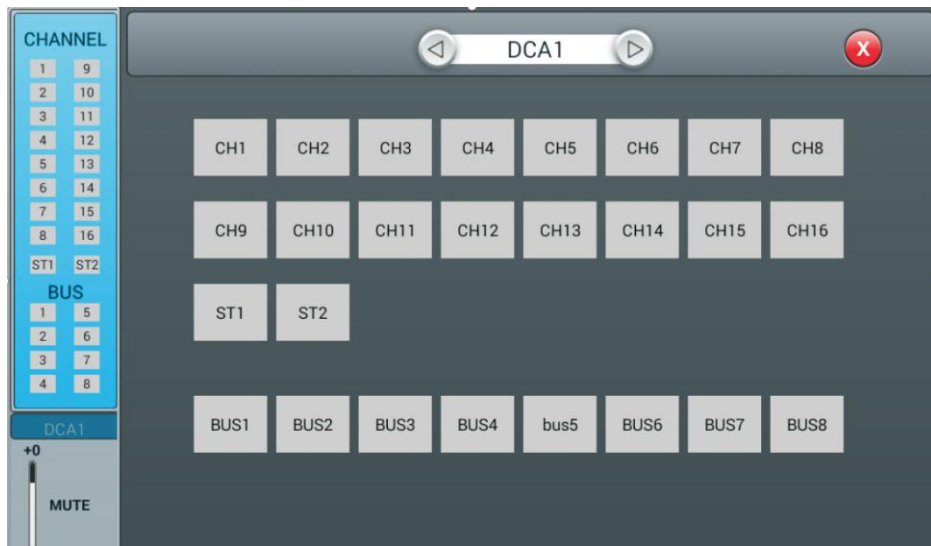 CHANNEL
1 9
2 10
3 11
4 12
5 13
6 14
7 15
8 16
ST1 ST2
BUS
1 5
2 6
3 7
4 8
DCA1
+0
MUTE
DCA1
X
CH1 CH2 CH3 CH4 CH5 CH6 CH7 CH8
CH9 CH10 CH11 CH12 CH13 CH14 CH15 CH16
ST1 ST2
BUS1 BUS2 BUS3 BUS4 bus5 BUS6 BUS7 BUS8